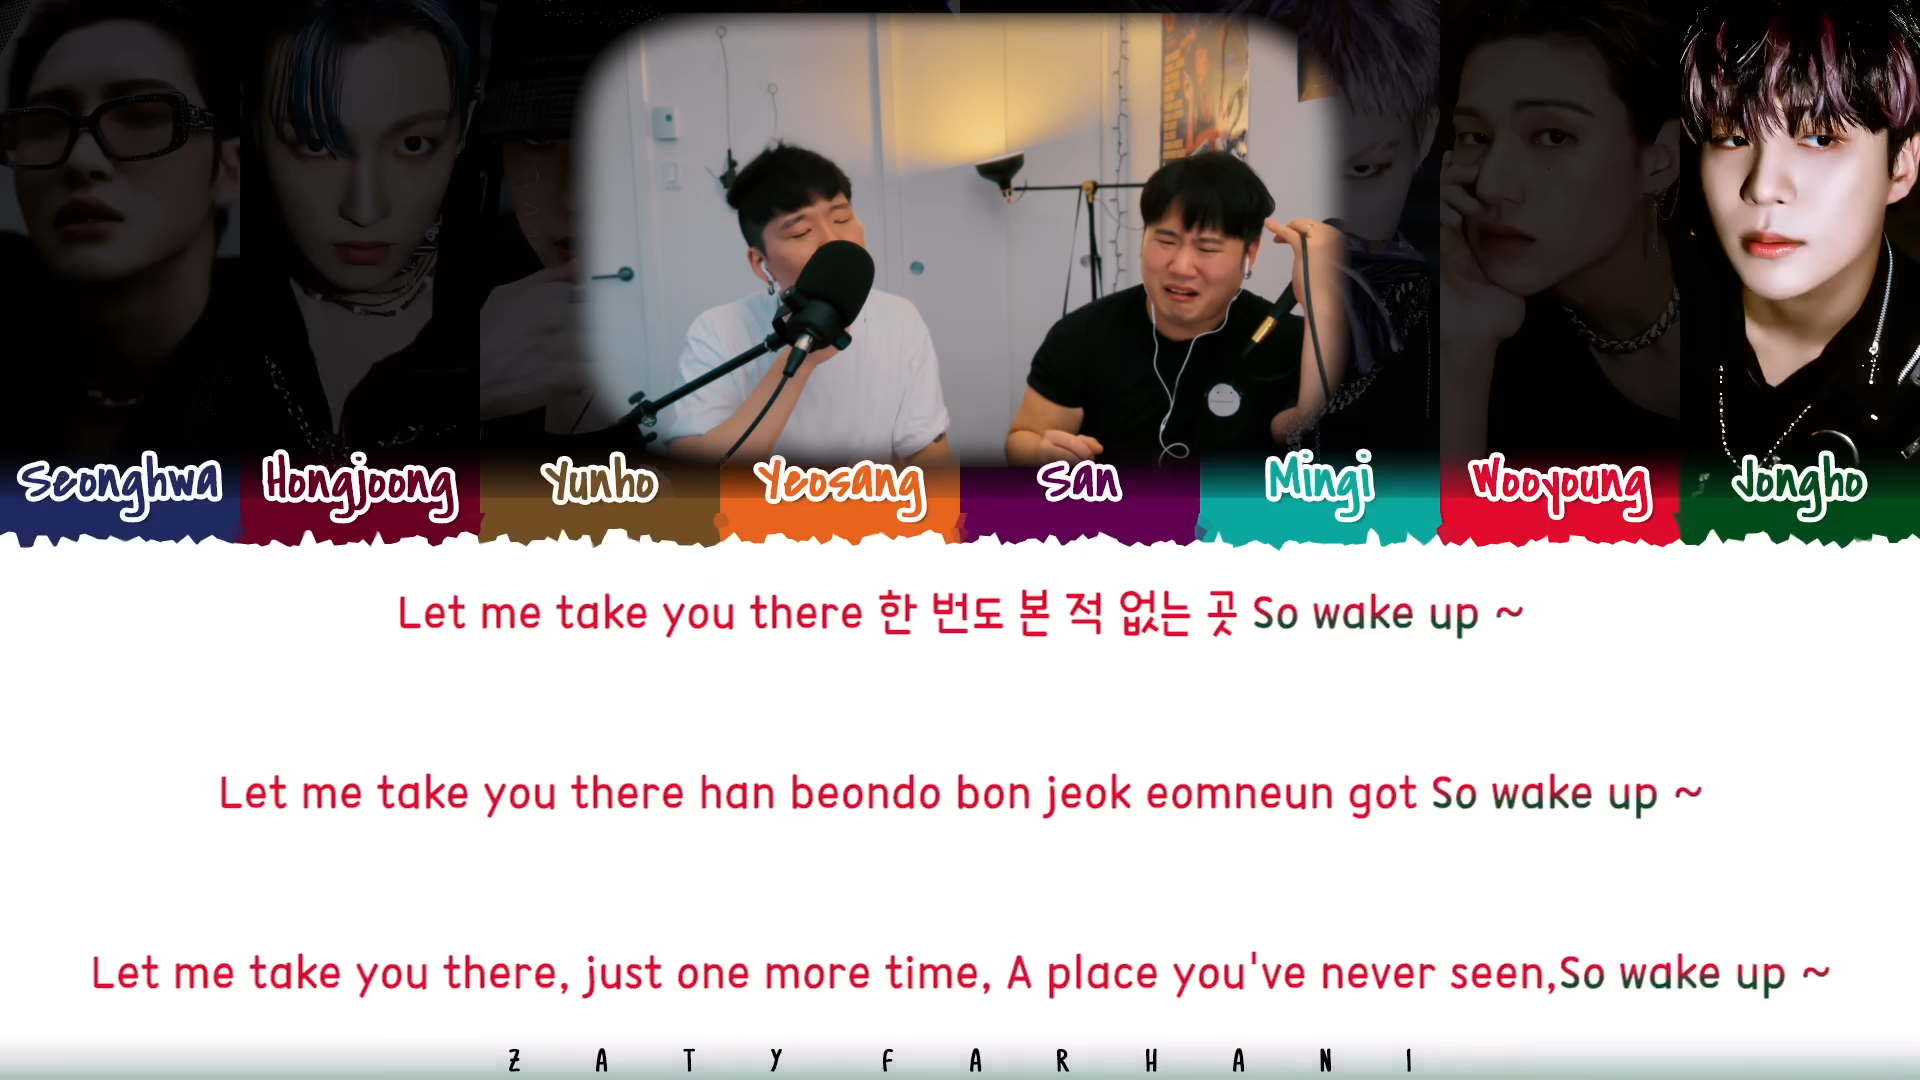 Seonghwa Hongjoong Yunho Yeosang San Mingi Wooyoung Jongho
Let me take you there 한 번도 본 적 없는 곳 So wake up ~
Let me take you there han beondo bon jeok eomneun got So wake up ~
Let me take you there, just one more time, A place you've never seen,So wake up ~
ZATY FARHANI